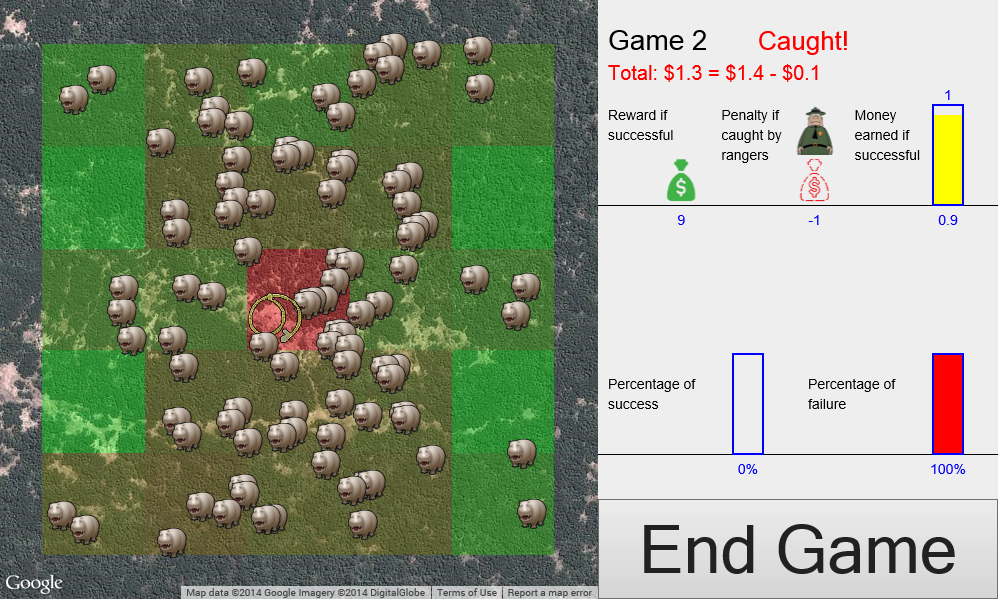 Game 2 Caught!
Total: $1.3 = $1.4 - $0.1
Reward if
successful
Penalty if
caught by
rangers
Money
earned if
successful
1
$
$
9
-1
0.9
Percentage of
success
Percentage of
failure
0%
100%
End Game
Google
Map data ©2014 Google Imagery ©2014 DigitalGlobe
Terms of Use
Report a map error